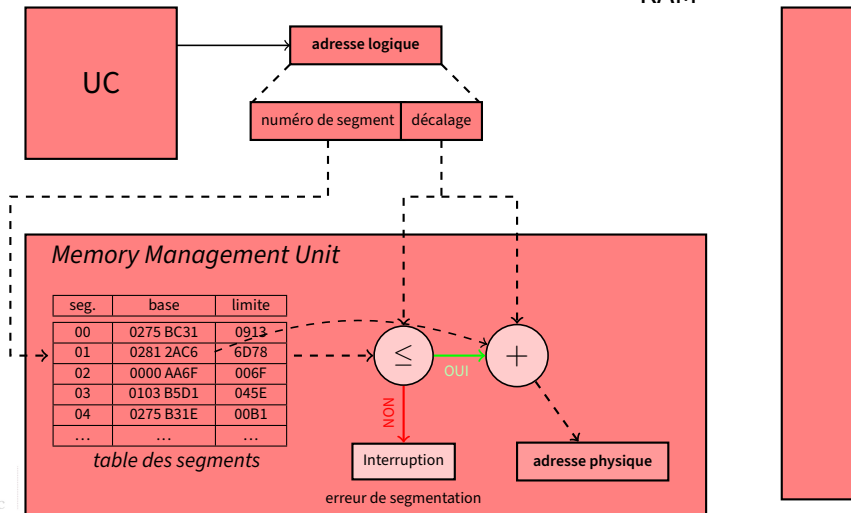 UC
adresse logique
numéro de segment décalage
Memory Management Unit
seg. base limite
00 0275 BC31 0913
01 0281 2AC6 6D78
02 0000 AA6F 006F
03 0103 B5D1 045E
04 0275 B31E 00B1
... ... ...
table des segments
≤
OUI
+
NON
Interruption
erreur de segmentation
adresse physique